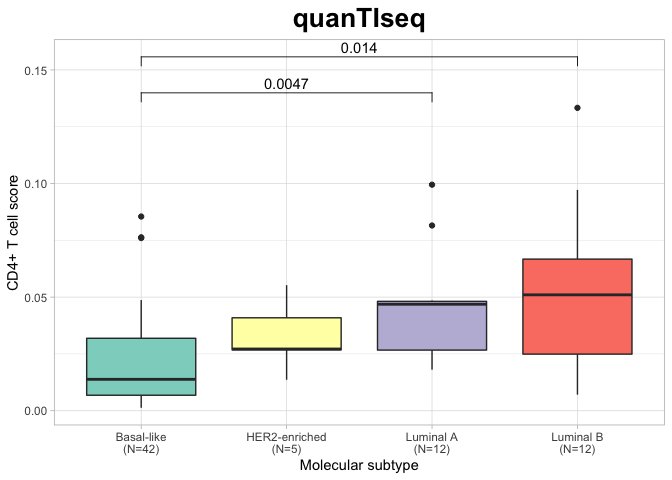 quanTIseq
0.014
0.0047
0.15
0.10
0.05
0.00
CD4+ T cell score
Basal-like
(N=42)
HER2-enriched
(N=5)
Luminal A
(N=12)
Luminal B
(N=12)
Molecular subtype